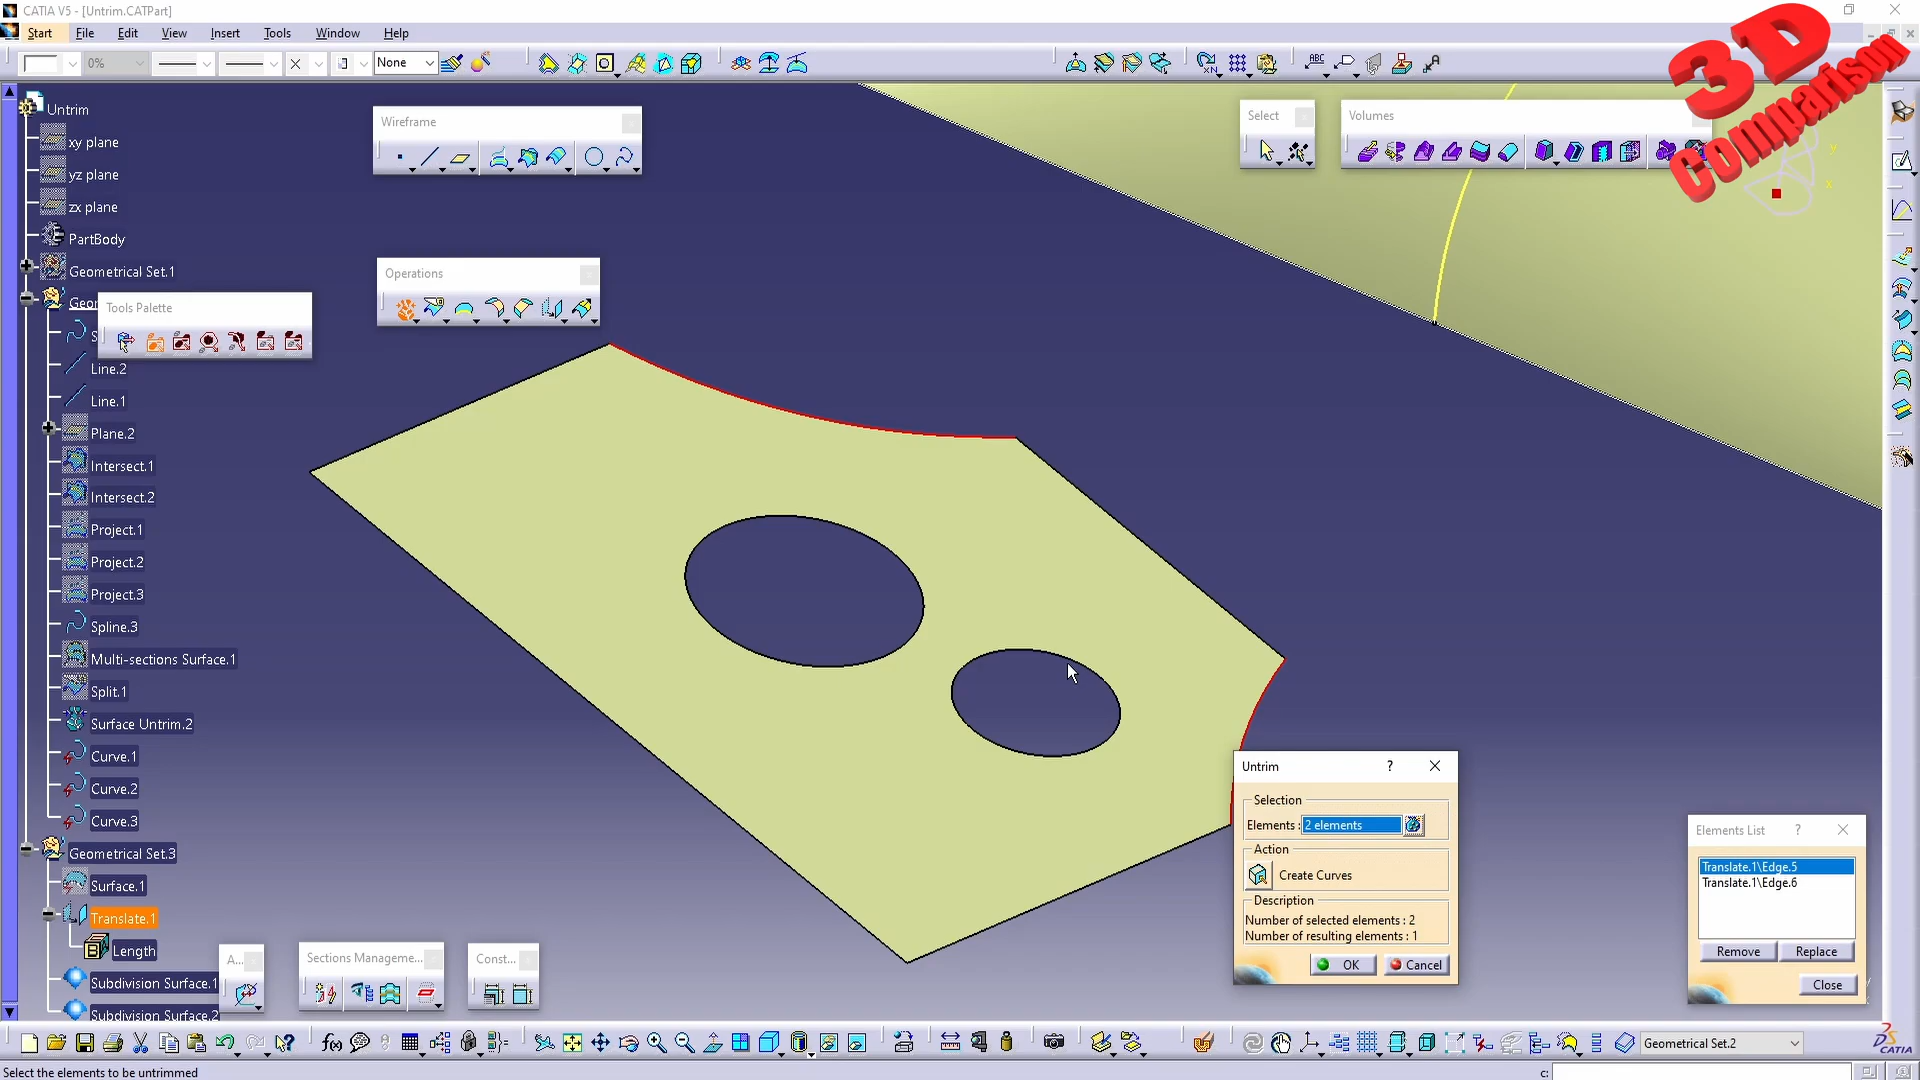 CATIA V5 - [Untrim.CATPart]
Start File Edit View Insert Tools Window Help
0% None
ABC
3D
Comparison
Untrim
xy plane
yz plane
zx plane
PartBody
Geometrical Set.1
Geo
Tools Palette
S
Line.2
Line.1
Plane.2
Intersect.1
Intersect.2
Project.1
Project.2
Project.3
Spline.3
Multi-sections Surface.1
Split.1
Surface Untrim.2
Curve.1
Curve.2
Curve.3
Geometrical Set.3
Surface.1
Translate.1
Length
Subdivision Surface.1
Subdivision Surface.2
Wireframe
Operations
Select
Volumes
y
x
A...
Sections Manageme...
Const...
Untrim ?
Selection
Elements : 2 elements
Action
Create Curves
Description
Number of selected elements : 2
Number of resulting elements : 1
OK Cancel
Elements List ?
Translate.1\Edge.5
Translate.1\Edge.6
Remove Replace
Close
f(x)
Geometrical Set.2
CATIA
Select the elements to be untrimmed
c: